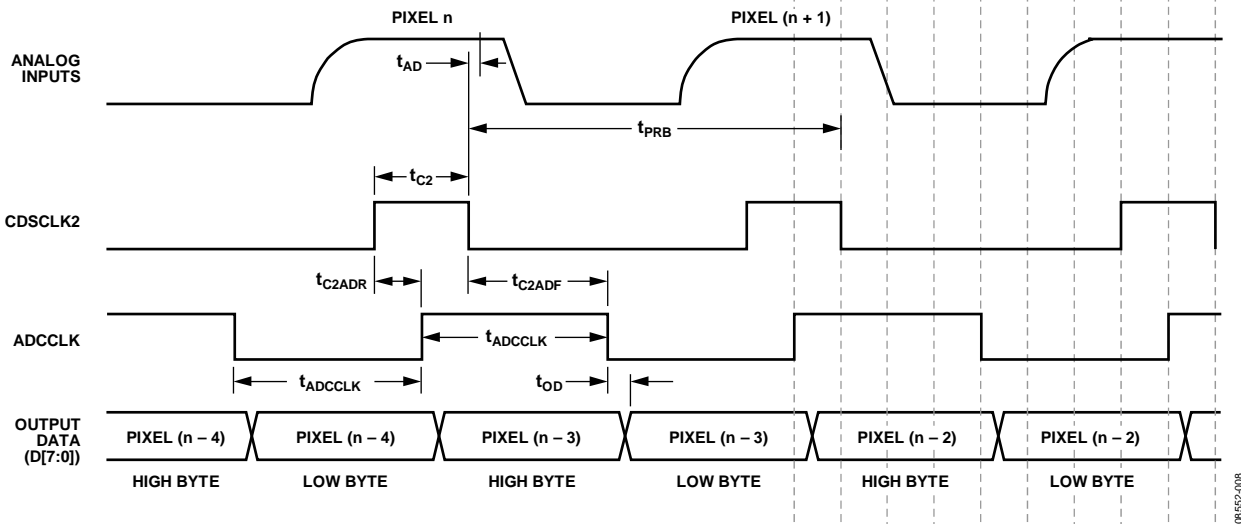 PIXEL n
PIXEL (n + 1)
ANALOG
INPUTS
tAD
tPRB
tC2
CDSCLK2
tC2ADR
tC2ADF
ADCCLK
tADCCLK
tADCCLK
tOD
OUTPUT
DATA
(D[7:0])
PIXEL (n – 4)
PIXEL (n – 4)
PIXEL (n – 3)
PIXEL (n – 3)
PIXEL (n – 2)
PIXEL (n – 2)
HIGH BYTE
LOW BYTE
HIGH BYTE
LOW BYTE
HIGH BYTE
LOW BYTE
08552-008